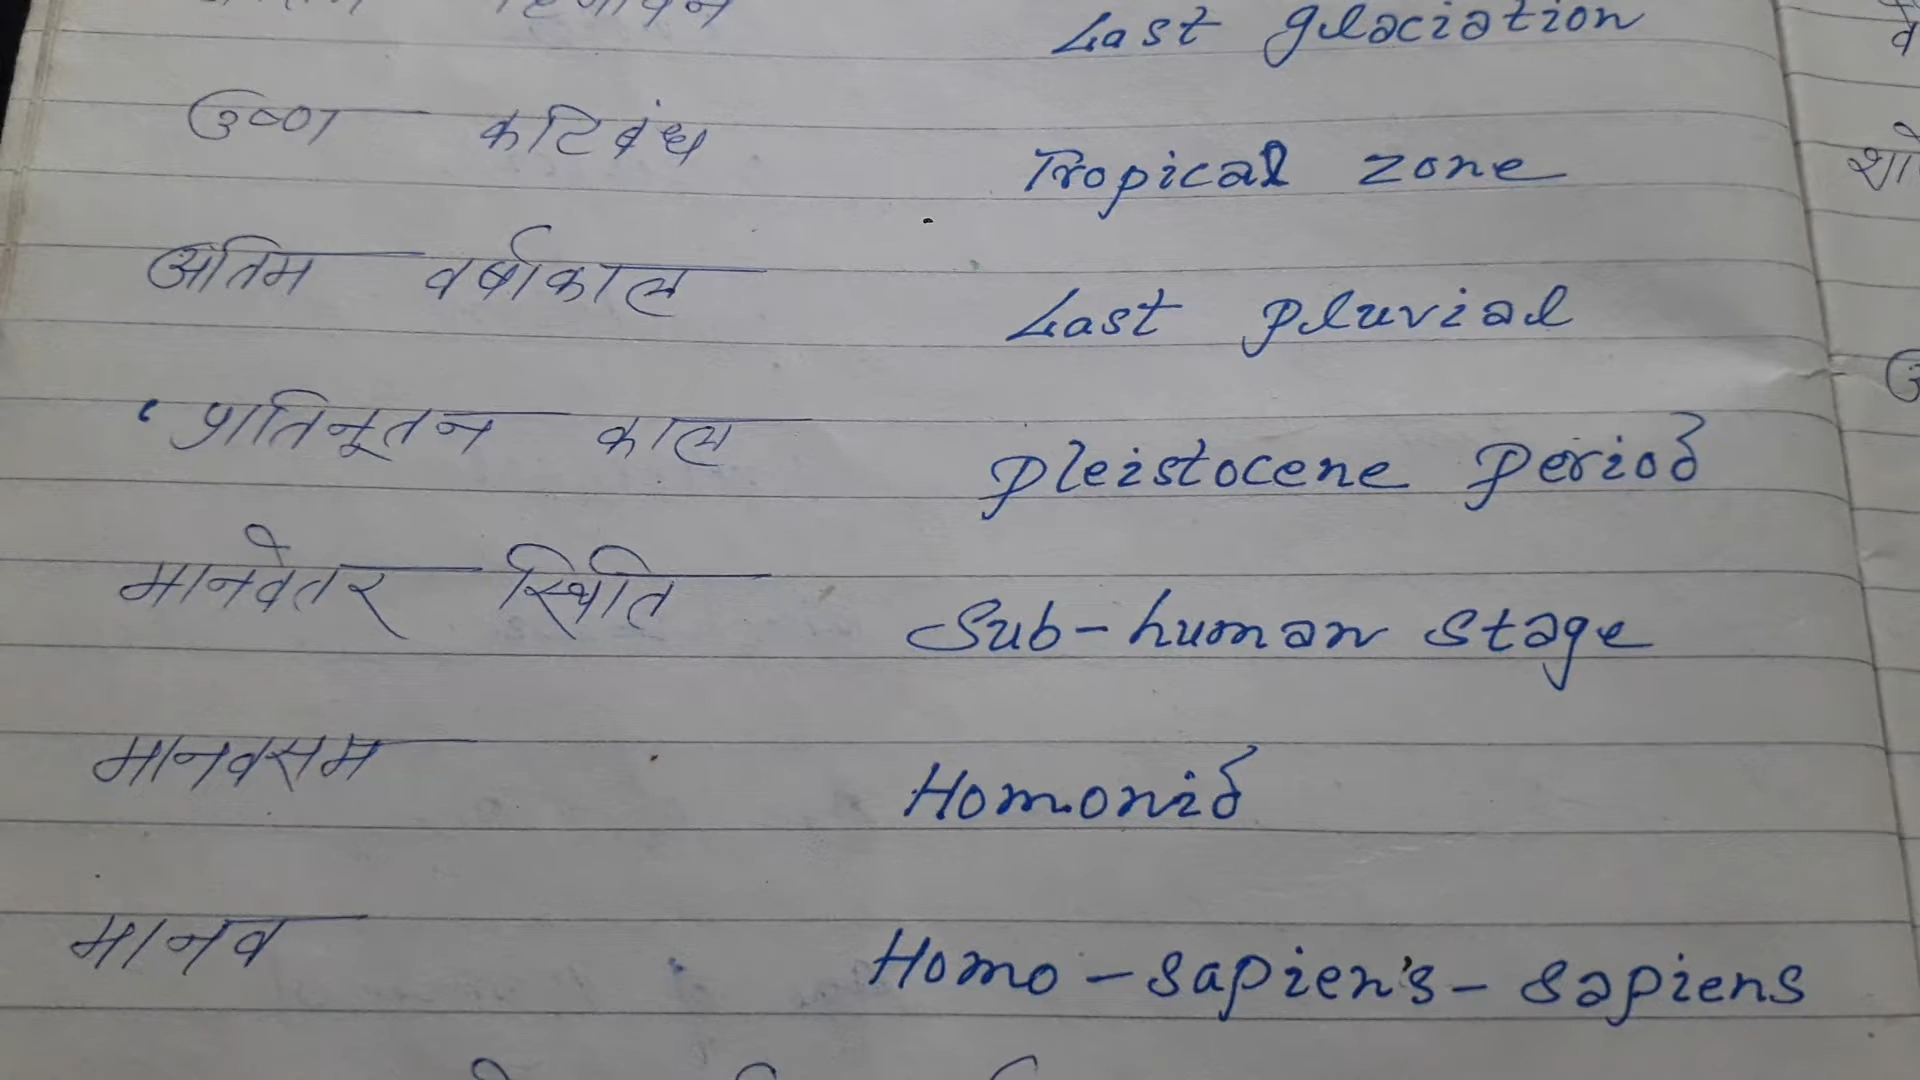 Last glaciation
उष्ण कटिबंध Tropical zone
अंतिम वर्षाकाल Last pluvial
प्रातिनूतन काल Pleistocene Period
मानवेतर स्थिति Sub-human stage
मानवसम Homonid
मानव Homo - sapien's - sapiens